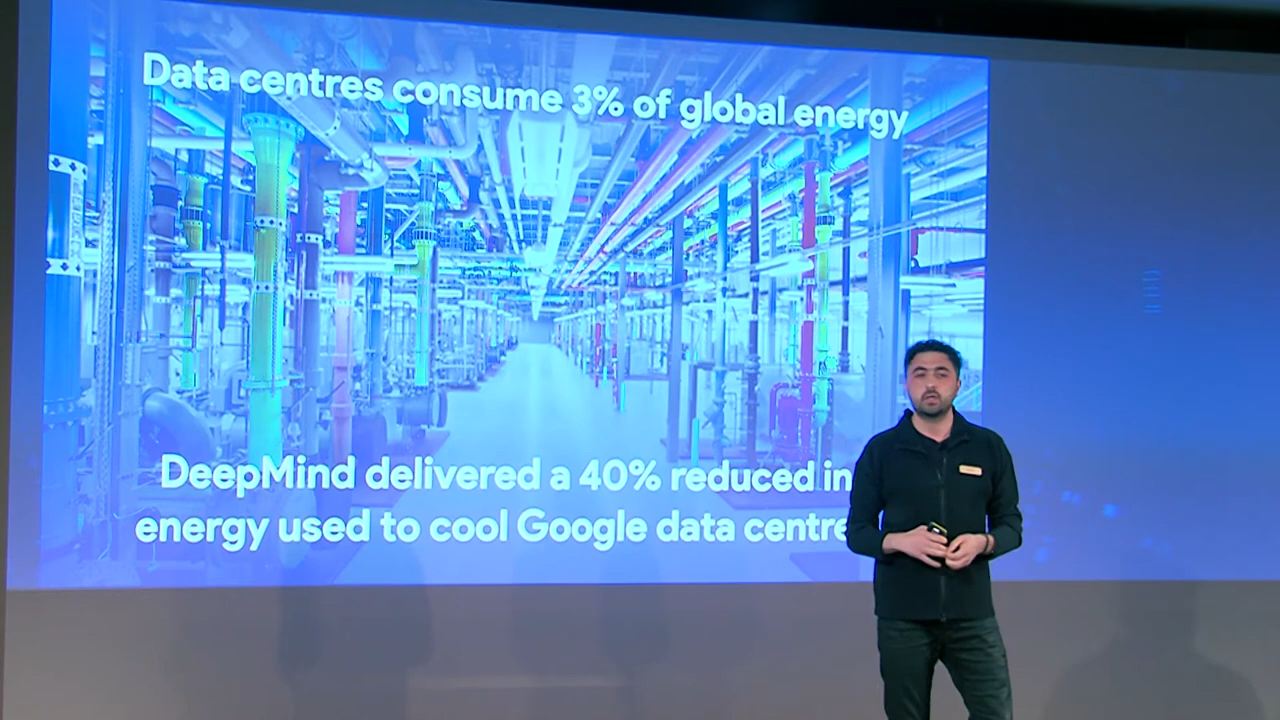 Data centres consume 3% of global energy
DeepMind delivered a 40% reduced in
energy used to cool Google data centre